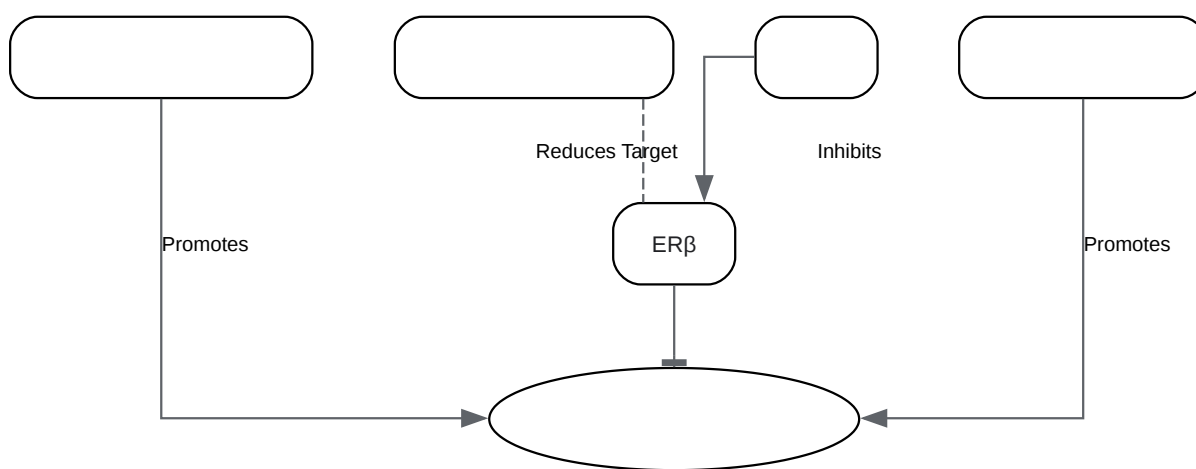 Reduces Target
Inhibits
Promotes
ERβ
Promotes